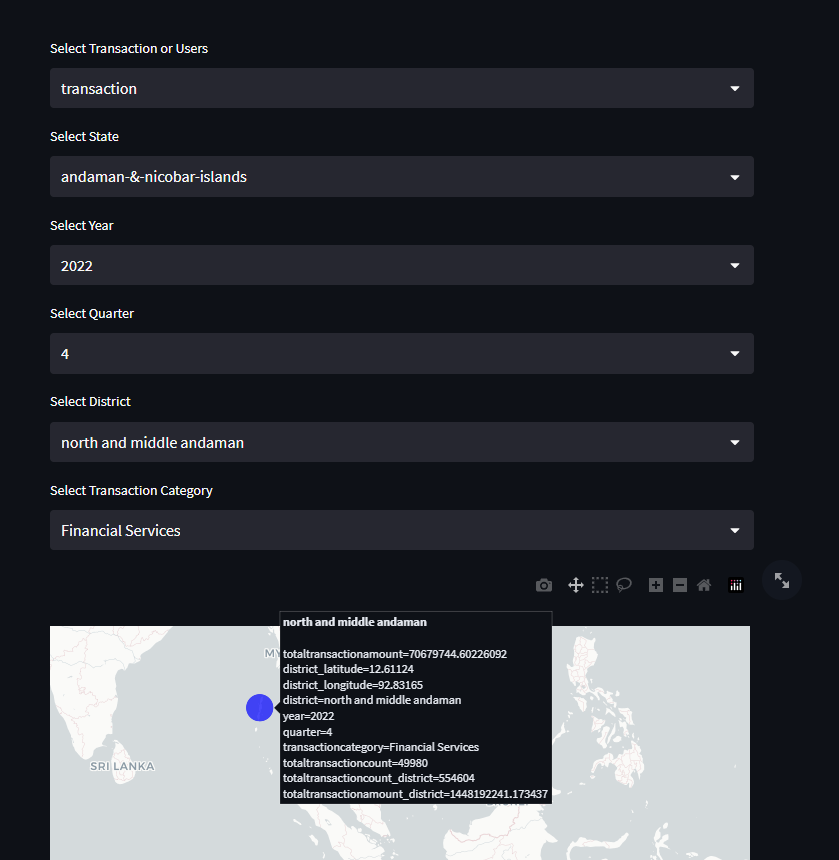 Select Transaction or Users
transaction
Select State
andaman-&-nicobar-islands
Select Year
2022
Select Quarter
4
Select District
north and middle andaman
Select Transaction Category
Financial Services
north and middle andaman
MY
totaltransactionamount=70679744.60226092
district_latitude=12.61124
district_longitude=92.83165
district=north and middle andaman
year=2022
quarter=4
transactioncategory=Financial Services
totaltransactioncount=49980
SRI LANKA
totaltransactioncount_district=554604
totaltransactionamount_district=1448192241.173437